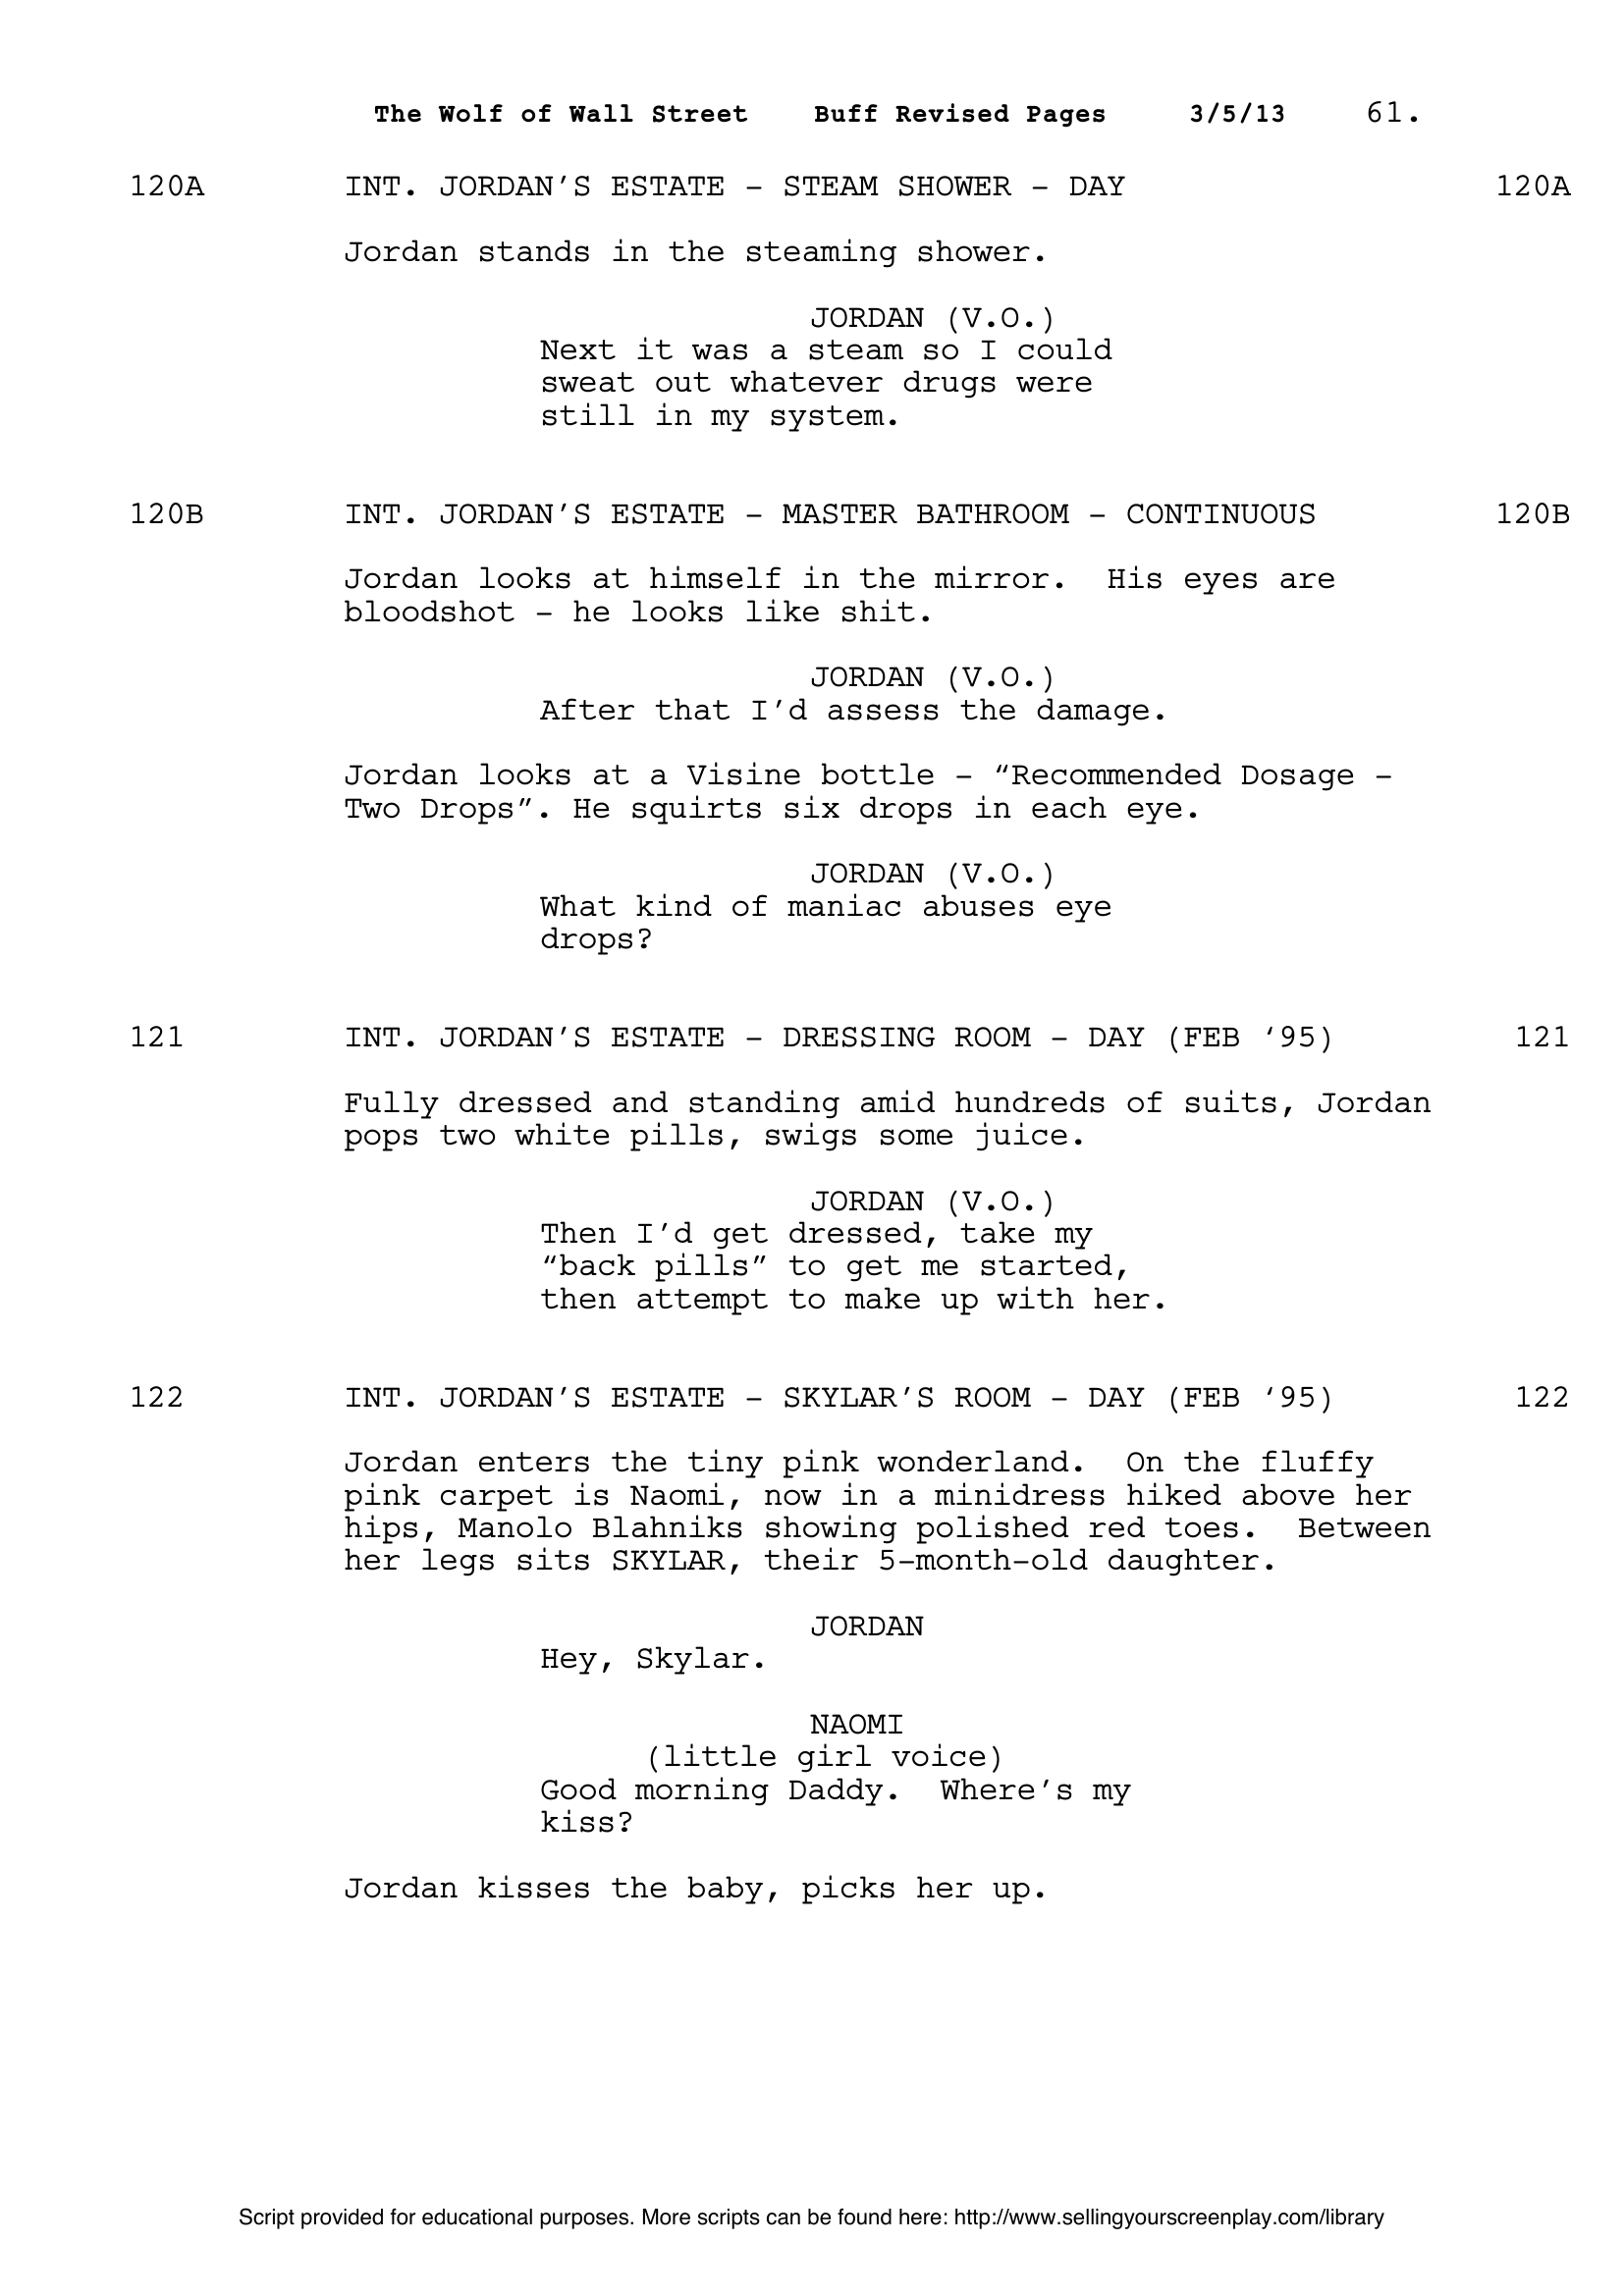 The Wolf of Wall Street Buff Revised Pages 3/5/13 61.
120A INT. JORDAN’S ESTATE – STEAM SHOWER – DAY 120A
Jordan stands in the steaming shower.
JORDAN (V.O.)
Next it was a steam so I could
sweat out whatever drugs were
still in my system.
120B INT. JORDAN’S ESTATE – MASTER BATHROOM – CONTINUOUS 120B
Jordan looks at himself in the mirror. His eyes are
bloodshot – he looks like shit.
JORDAN (V.O.)
After that I’d assess the damage.
Jordan looks at a Visine bottle – “Recommended Dosage –
Two Drops”. He squirts six drops in each eye.
JORDAN (V.O.)
What kind of maniac abuses eye
drops?
121 INT. JORDAN’S ESTATE – DRESSING ROOM – DAY (FEB ‘95) 121
Fully dressed and standing amid hundreds of suits, Jordan
pops two white pills, swigs some juice.
JORDAN (V.O.)
Then I’d get dressed, take my
“back pills” to get me started,
then attempt to make up with her.
122 INT. JORDAN’S ESTATE – SKYLAR’S ROOM – DAY (FEB ‘95) 122
Jordan enters the tiny pink wonderland. On the fluffy
pink carpet is Naomi, now in a minidress hiked above her
hips, Manolo Blahniks showing polished red toes. Between
her legs sits SKYLAR, their 5-month-old daughter.
JORDAN
Hey, Skylar.
NAOMI
(little girl voice)
Good morning Daddy. Where’s my
kiss?
Jordan kisses the baby, picks her up.
Script provided for educational purposes. More scripts can be found here: http://www.sellingyourscreenplay.com/library